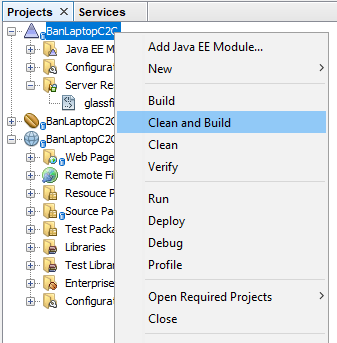 Projects
Services
BanLaptopC2C
Java EE M
Configurat
Server Re
glassfi
BanLaptopC2C
BanLaptopC2C
Web Page
Remote Fi
Resouce P
Source Pa
Test Packa
Libraries
Test Librar
Enterprise
Configurat
Add Java EE Module...
New
Build
Clean and Build
Clean
Verify
Run
Deploy
Debug
Profile
Open Required Projects
Close